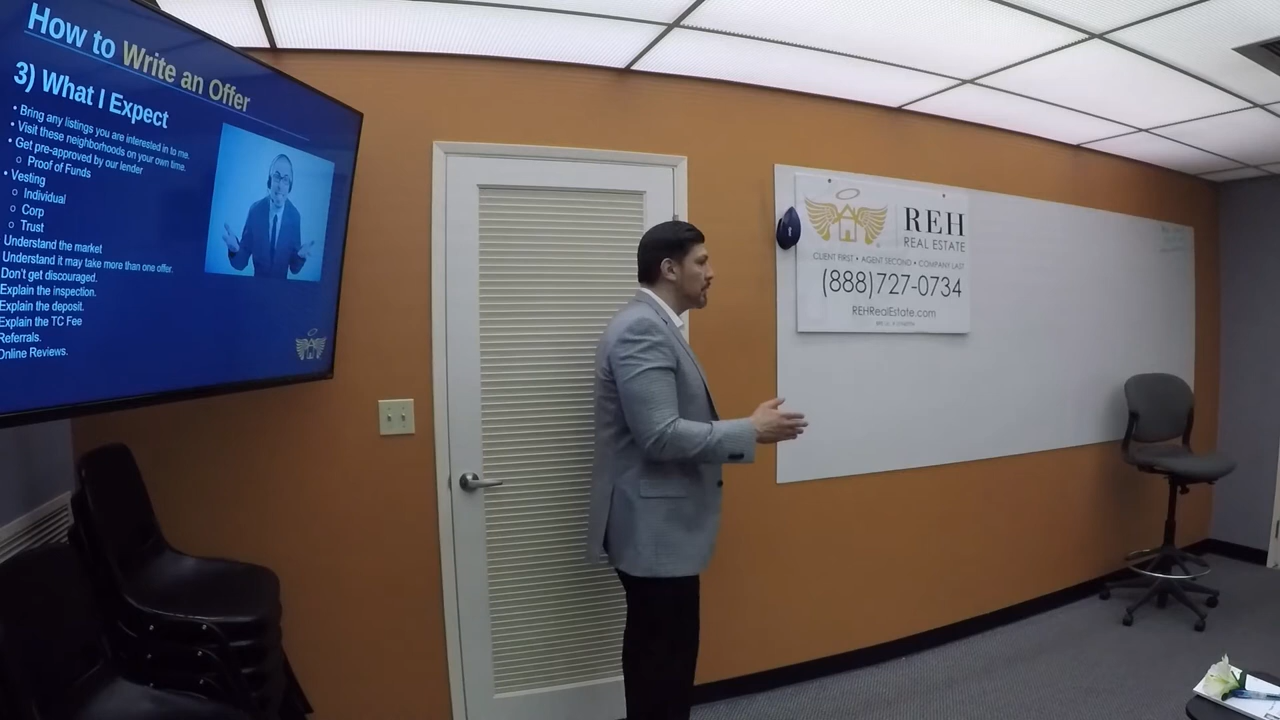 How to Write an Offer
3) What I Expect
• Bring any listings you are interested in to me.
• Visit these neighborhoods on your own time.
• Get pre-approved by our lender
o Proof of Funds
• Vesting
o Individual
o Corp
o Trust
Understand the market
Understand it may take more than one offer.
Don't get discouraged.
Explain the inspection.
Explain the deposit.
Explain the TC Fee
Referrals.
Online Reviews.
REH
REAL ESTATE
CLIENT FIRST • AGENT SECOND • COMPANY LAST
(888)727-0734
REHRealEstate.com